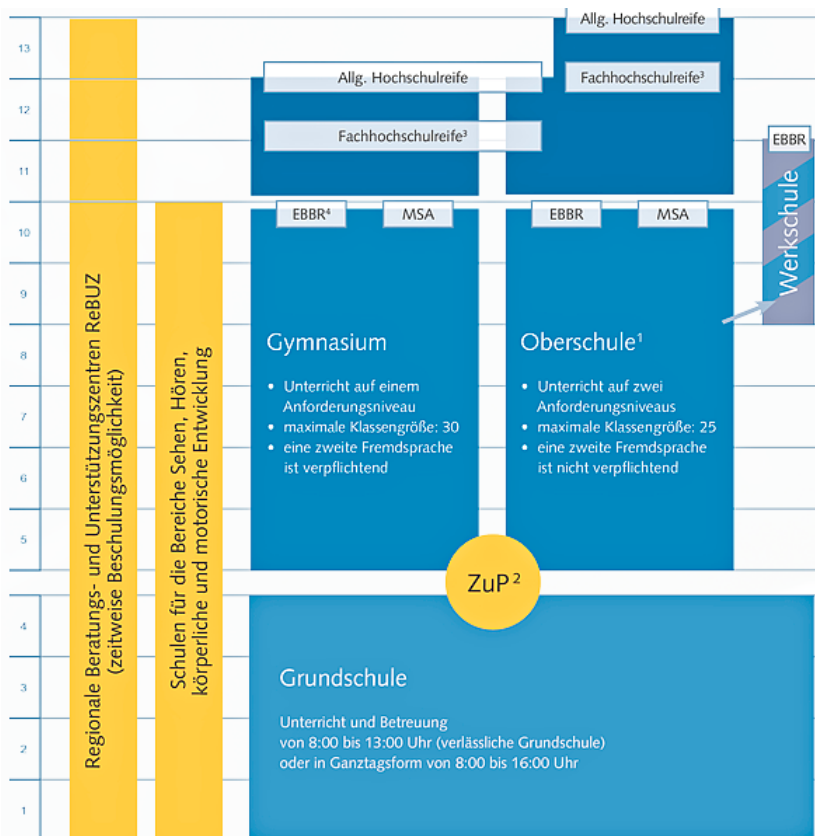 13
12
11
10
9
8
7
6
5
4
3
2
1
Regionale Beratungs- und Unterstützungszentren ReBUZ
(zeitweise Beschulungsmöglichkeit)
Schulen für die Bereiche Sehen, Hören,
körperliche und motorische Entwicklung
Allg. Hochschulreife
Allg. Hochschulreife
Fachhochschulreife³
Fachhochschulreife³
EBBR
Werkschule
EBBR⁴
MSA
EBBR
MSA
Gymnasium
• Unterricht auf einem
Anforderungsniveau
• maximale Klassengröße: 30
• eine zweite Fremdsprache
ist verpflichtend
Oberschule¹
• Unterricht auf zwei
Anforderungsniveaus
• maximale Klassengröße: 25
• eine zweite Fremdsprache
ist nicht verpflichtend
ZuP²
Grundschule
Unterricht und Betreuung
von 8:00 bis 13:00 Uhr (verlässliche Grundschule)
oder in Ganztagsform von 8:00 bis 16:00 Uhr